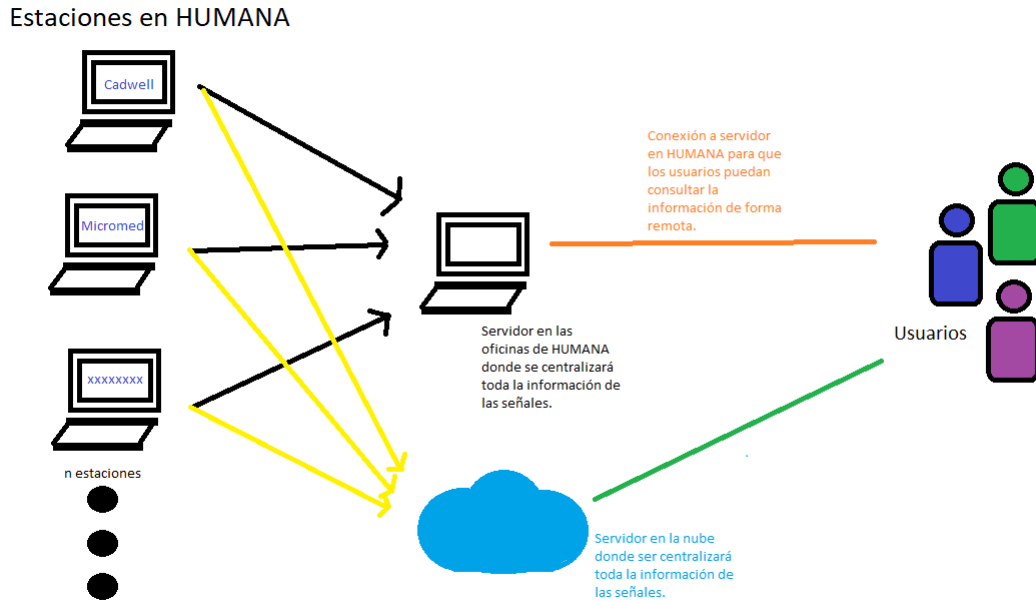 Estaciones en HUMANA
Cadwell
Micromed
xxxxxxxx
n estaciones
Servidor en las
oficinas de HUMANA
donde se centralizará
toda la información de
las señales.
Conexión a servidor
en HUMANA para que
los usuarios puedan
consultar la
información de forma
remota.
Usuarios
Servidor en la nube
donde ser centralizará
toda la información de
las señales.